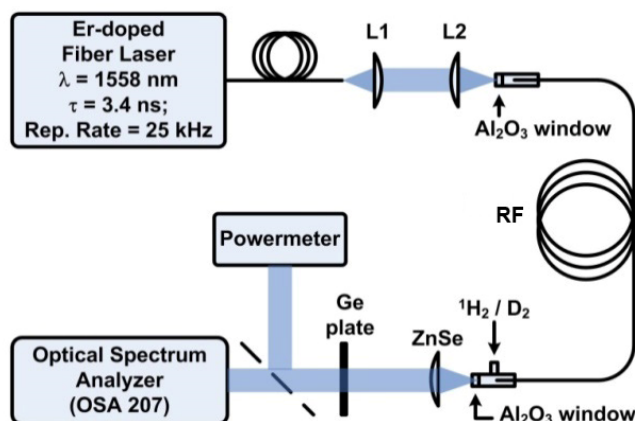 Er-doped
Fiber Laser
λ = 1558 nm
τ = 3.4 ns;
Rep. Rate = 25 kHz
L1
L2
Al₂O₃ window
RF
Powermeter
Ge
plate
ZnSe
¹H₂ / D₂
Optical Spectrum
Analyzer
(OSA 207)
Al₂O₃ window